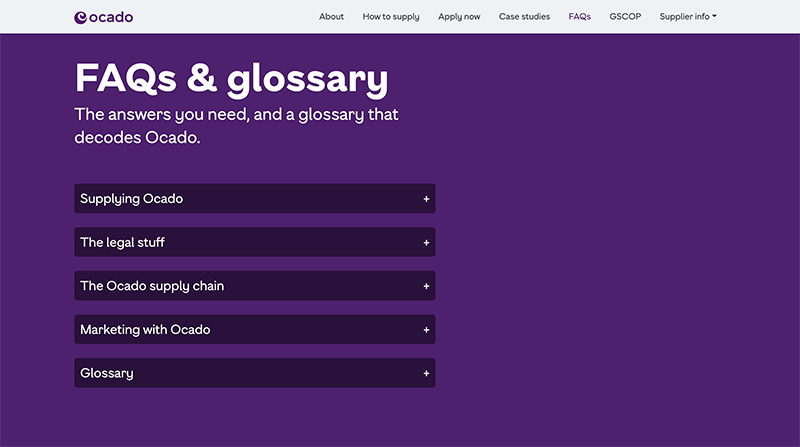 ocado
About How to supply Apply now Case studies FAQs GSCOP Supplier info
FAQs & glossary
The answers you need, and a glossary that
decodes Ocado.
Supplying Ocado +
The legal stuff +
The Ocado supply chain +
Marketing with Ocado +
Glossary +